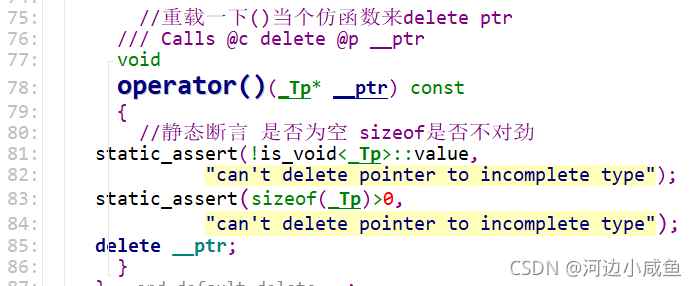 75: //重载一下()当个仿函数来delete ptr
76: /// Calls @c delete @p __ptr
77: void
78: operator()(_Tp* __ptr) const
79: {
80: //静态断言 是否为空 sizeof是否不对劲
81: static_assert(!is_void<_Tp>::value,
82: "can't delete pointer to incomplete type");
83: static_assert(sizeof(_Tp)>0,
84: "can't delete pointer to incomplete type");
85: delete __ptr;
86: }
CSDN @河边小咸鱼